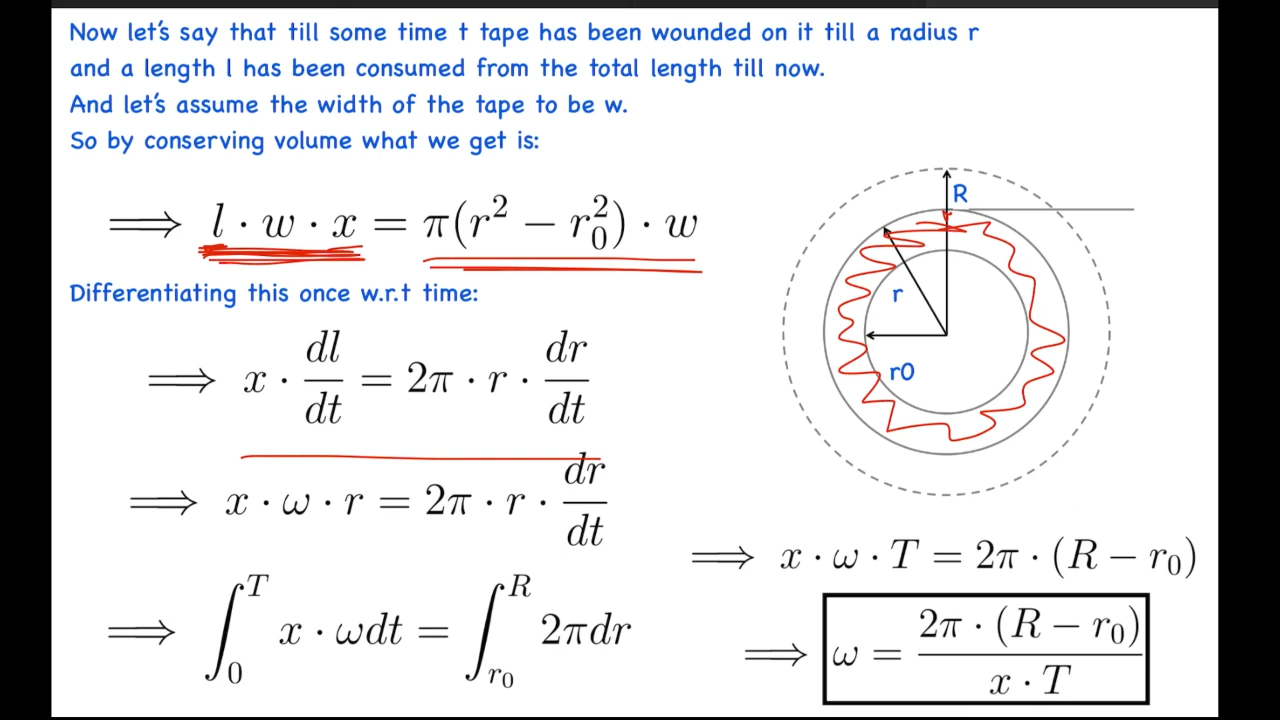 Now let's say that till some time t tape has been wounded on it till a radius r
and a length l has been consumed from the total length till now.
And let's assume the width of the tape to be w.
So by conserving volume what we get is:
⟹ l · w · x = π(r² − r₀²) · w
Differentiating this once w.r.t time:
⟹ x · dl/dt = 2π · r · dr/dt
⟹ x · ω · r = 2π · r · dr/dt
⟹ ∫₀ᵀ x · ωdt = ∫_{r₀}^{R} 2πdr
R
r
r0
⟹ x · ω · T = 2π · (R − r₀)
⟹ ω = 2π · (R − r₀) / x · T